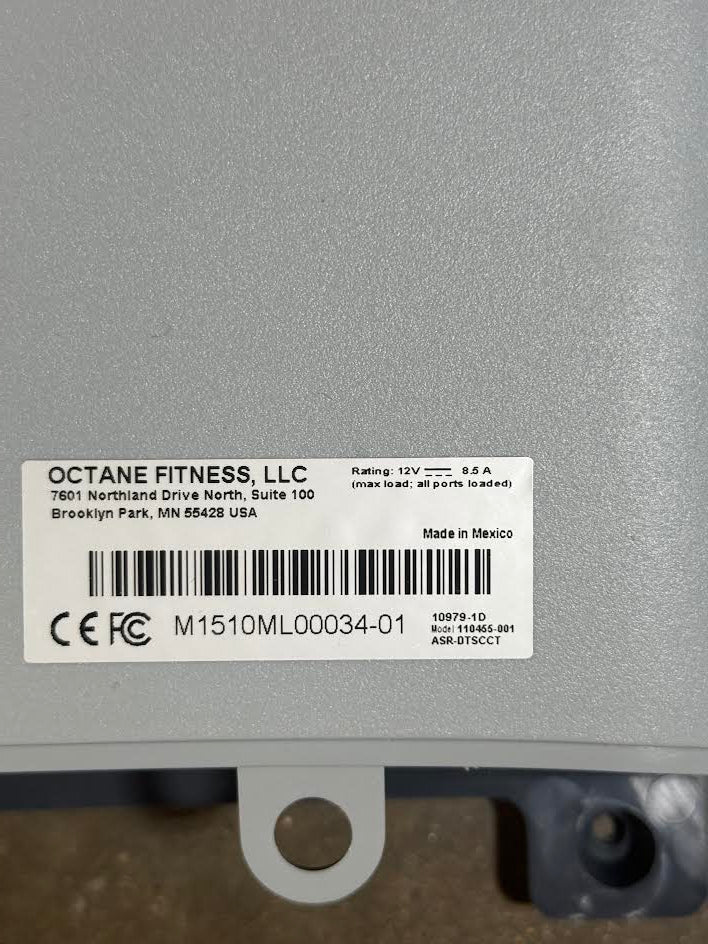 OCTANE FITNESS, LLC
7601 Northland Drive North, Suite 100
Brooklyn Park, MN 55428 USA
Rating: 12V ⎓ 8.5 A
(max load; all ports loaded)
Made in Mexico
CE FC M1510ML00034-01
10979-1D
Model 110455-001
ASR-DTSCCT